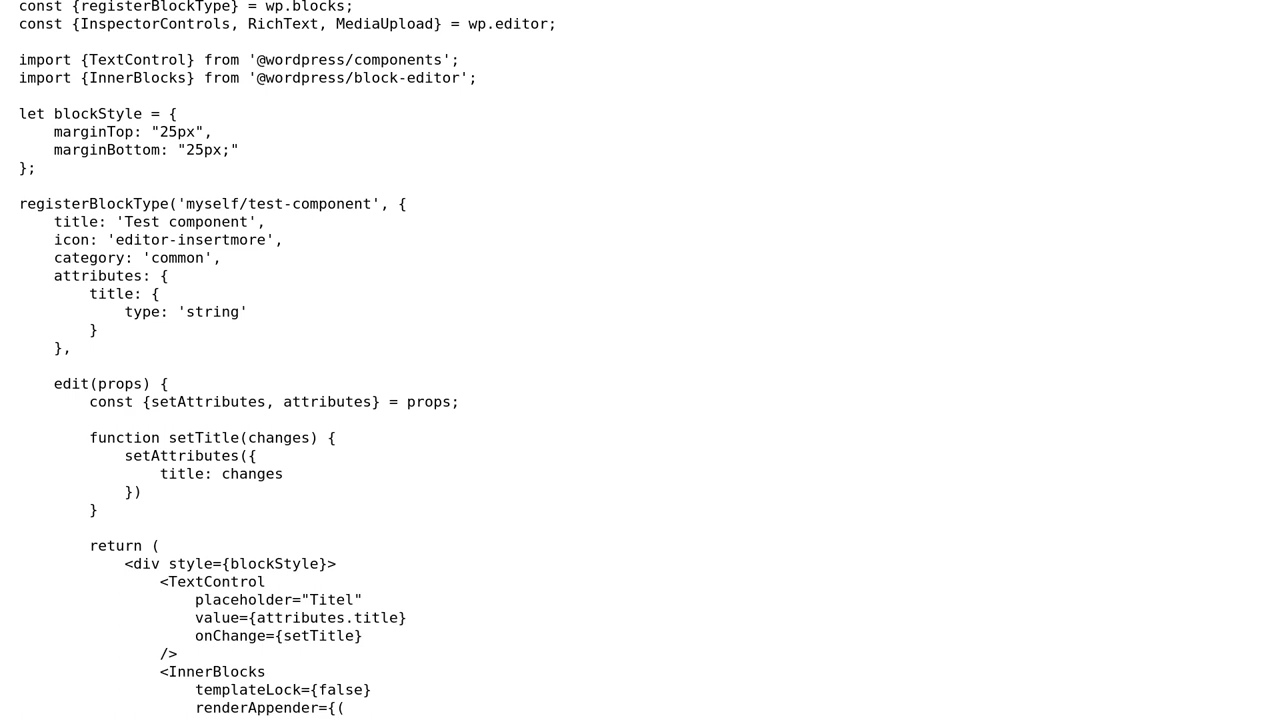 const {registerBlockType} = wp.blocks;
const {InspectorControls, RichText, MediaUpload} = wp.editor;

import {TextControl} from '@wordpress/components';
import {InnerBlocks} from '@wordpress/block-editor';

let blockStyle = {
    marginTop: "25px",
    marginBottom: "25px;"
};

registerBlockType('myself/test-component', {
    title: 'Test component',
    icon: 'editor-insertmore',
    category: 'common',
    attributes: {
        title: {
            type: 'string'
        }
    },

    edit(props) {
        const {setAttributes, attributes} = props;

        function setTitle(changes) {
            setAttributes({
                title: changes
            })
        }

        return (
            <div style={blockStyle}>
                <TextControl
                    placeholder="Titel"
                    value={attributes.title}
                    onChange={setTitle}
                />
                <InnerBlocks
                    templateLock={false}
                    renderAppender={(